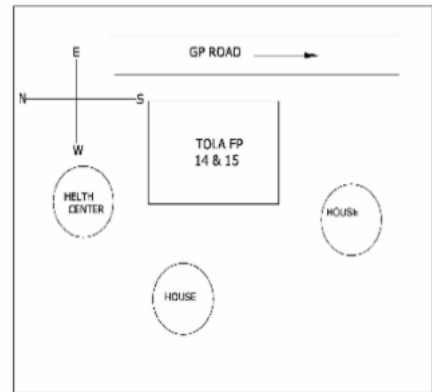 E
GP ROAD
N
S
W
TOLA FP
14 & 15
HELTH
CENTER
HOUSE
HOUSE